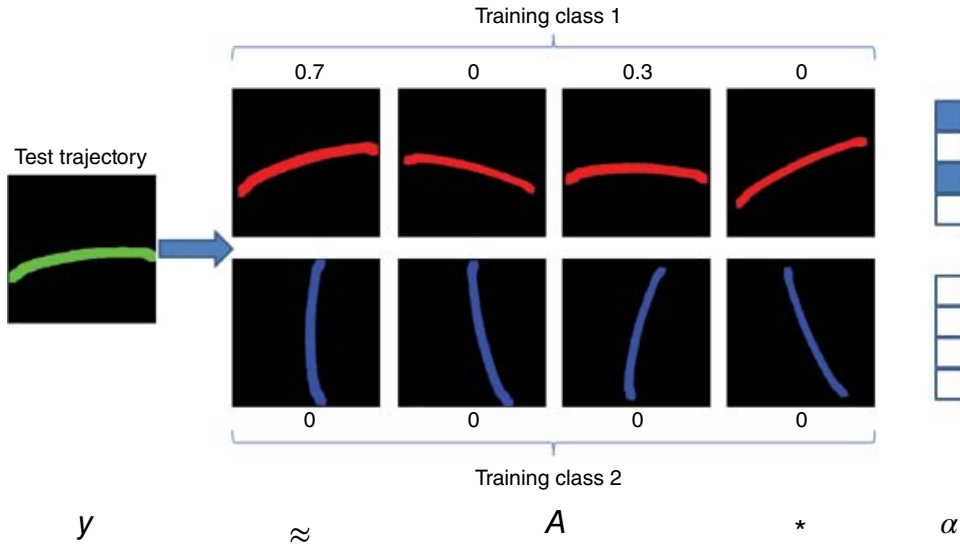 Training class 1
0.7 0 0.3 0
Test trajectory
0 0 0 0
Training class 2
y ≈ A * α